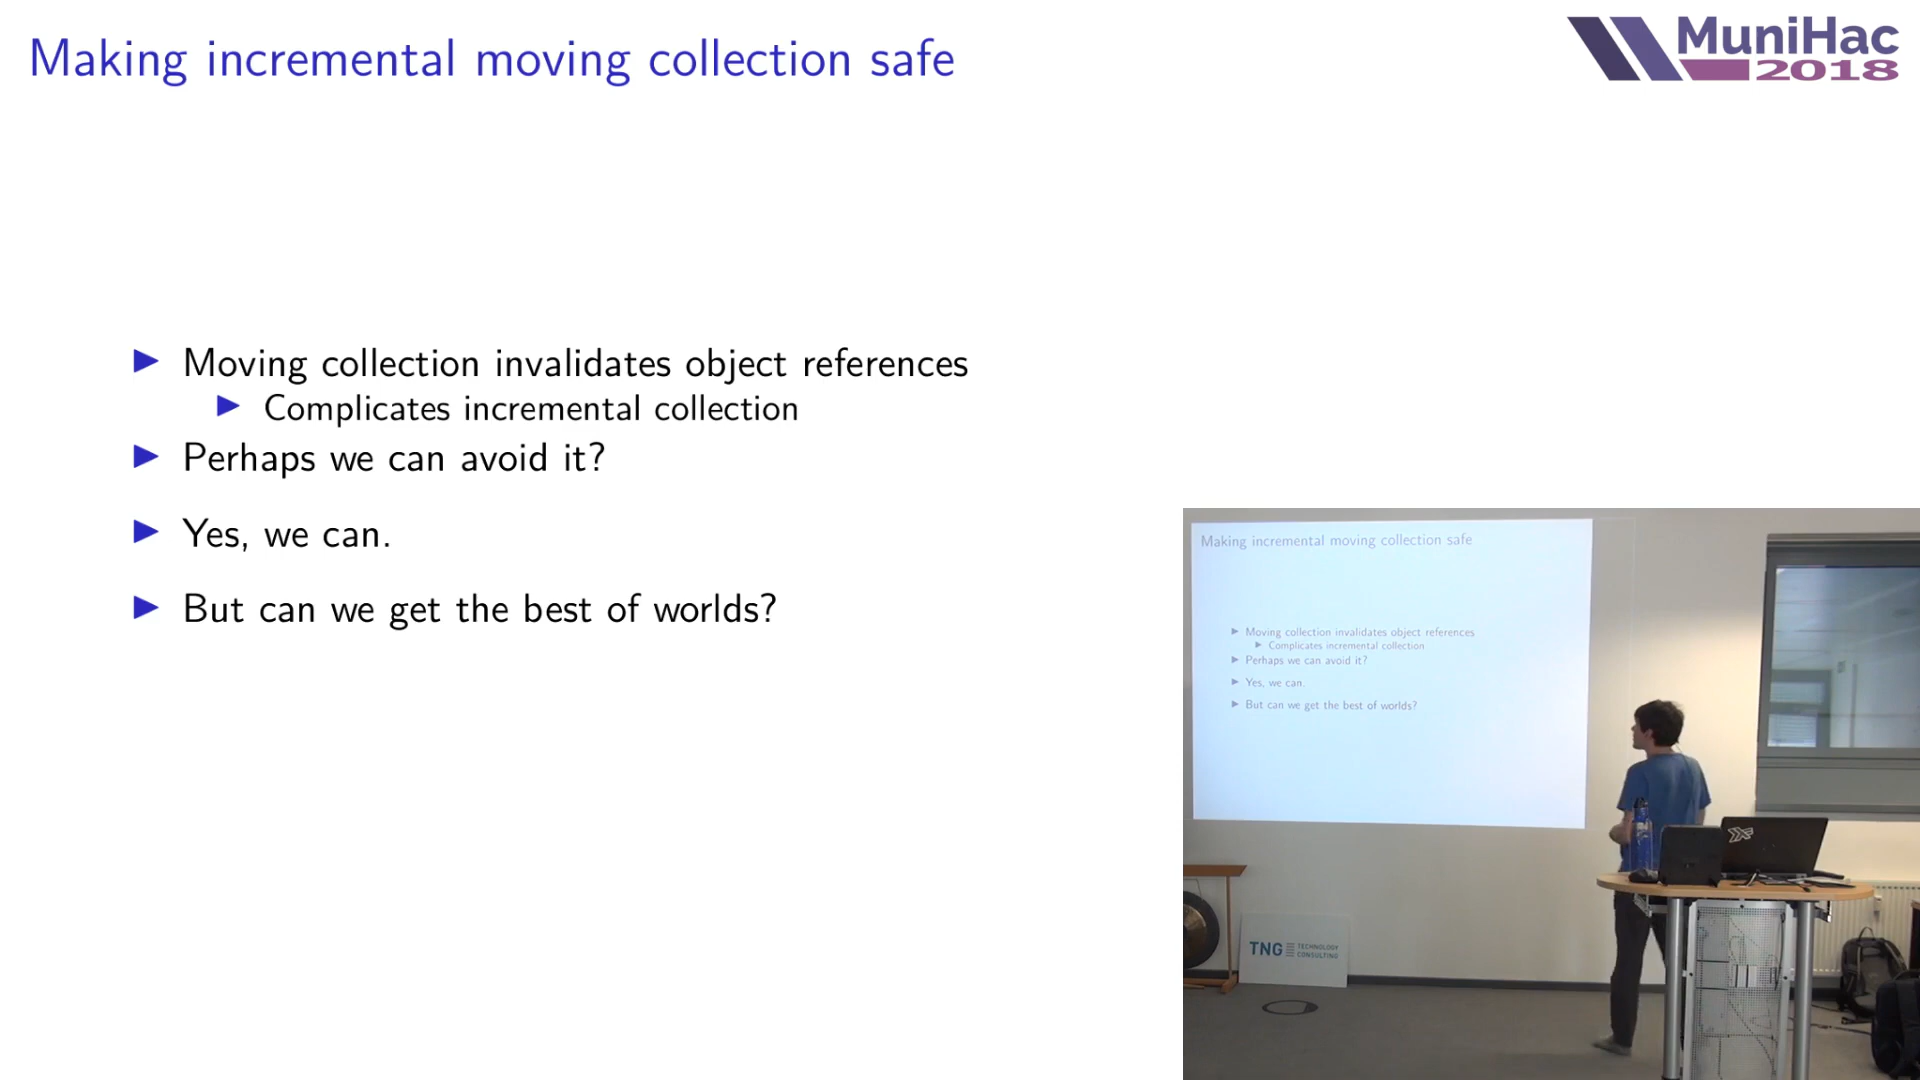 Making incremental moving collection safe
MuniHac
2018
Moving collection invalidates object references
Complicates incremental collection
Perhaps we can avoid it?
Yes, we can.
But can we get the best of worlds?
Making incremental moving collection safe
Moving collection invalidates object references
Complicates incremental collection
Perhaps we can avoid it?
Yes, we can.
But can we get the best of worlds?
TNG TECHNOLOGY
CONSULTING